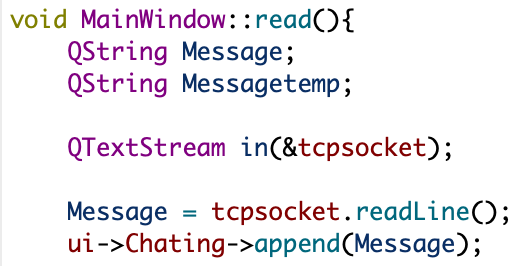 void MainWindow::read(){
QString Message;
QString Messagetemp;
QTextStream in(&tcpsocket);
Message = tcpsocket.readLine();
ui->Chating->append(Message);